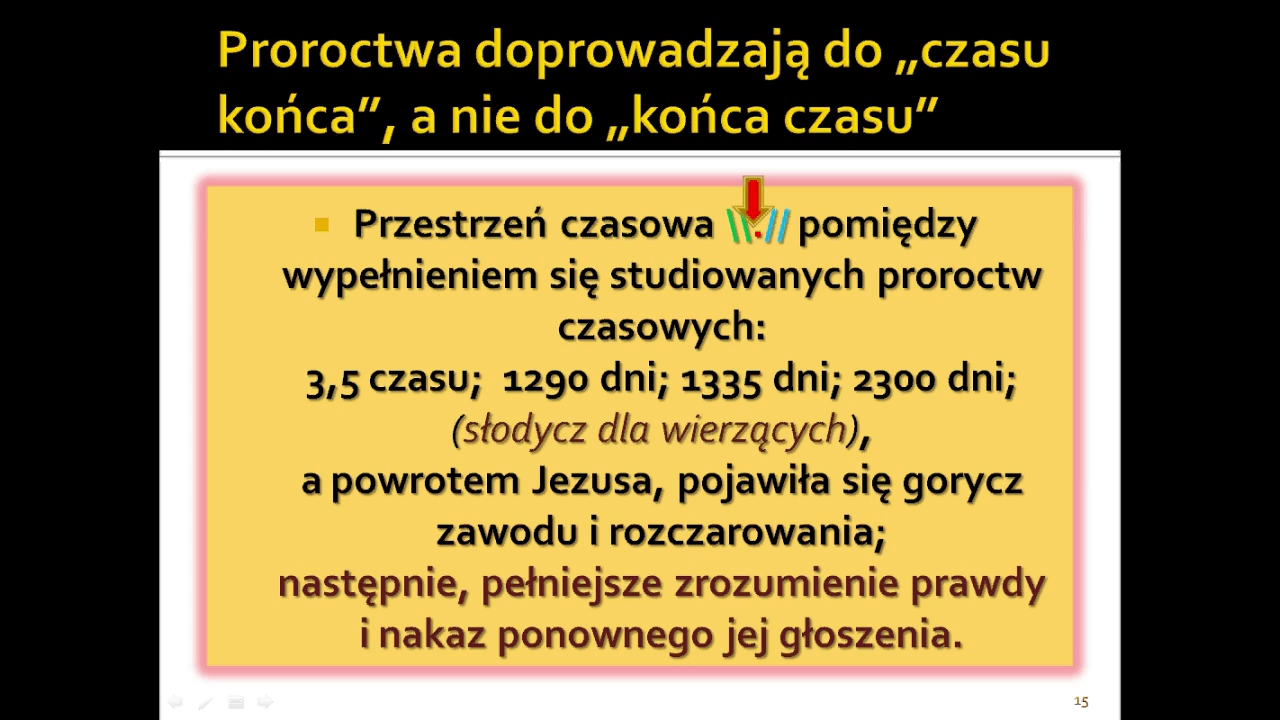 Proroctwa doprowadzają do „czasu
końca”, a nie do „końca czasu”
Przestrzeń czasowa \\.// pomiędzy
wypełnieniem się studiowanych proroctw
czasowych:
3,5 czasu; 1290 dni; 1335 dni; 2300 dni;
(słodycz dla wierzących),
a powrotem Jezusa, pojawiła się gorycz
zawodu i rozczarowania;
następnie, pełniejsze zrozumienie prawdy
i nakaz ponownego jej głoszenia.
15